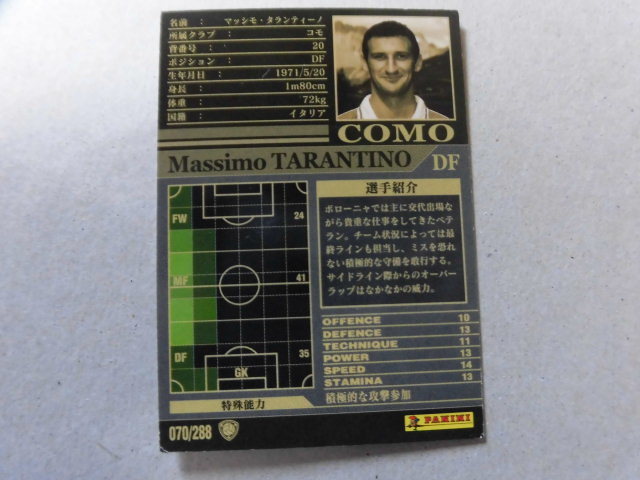 名前 : マッシモ・タランティーノ
所属クラブ : コモ
背番号 : 20
ポジション : DF
生年月日 : 1971/5/20
身長 : 1m80cm
体重 : 72kg
国籍 : イタリア
COMO
Massimo TARANTINO DF
FW 24
MF 41
DF 35
GK
選手紹介
ボローニャでは主に交代出場な
がら貴重な仕事をしてきたベテ
ラン。チーム状況によっては最
終ラインも担当し、ミスを恐れ
ない積極的な守備を敢行する。
サイドライン際からのオーバー
ラップはなかなかの威力。
OFFENCE 10
DEFENCE 13
TECHNIQUE 11
POWER 13
SPEED 14
STAMINA 13
特殊能力 積極的な攻撃参加
070/288
PANINI